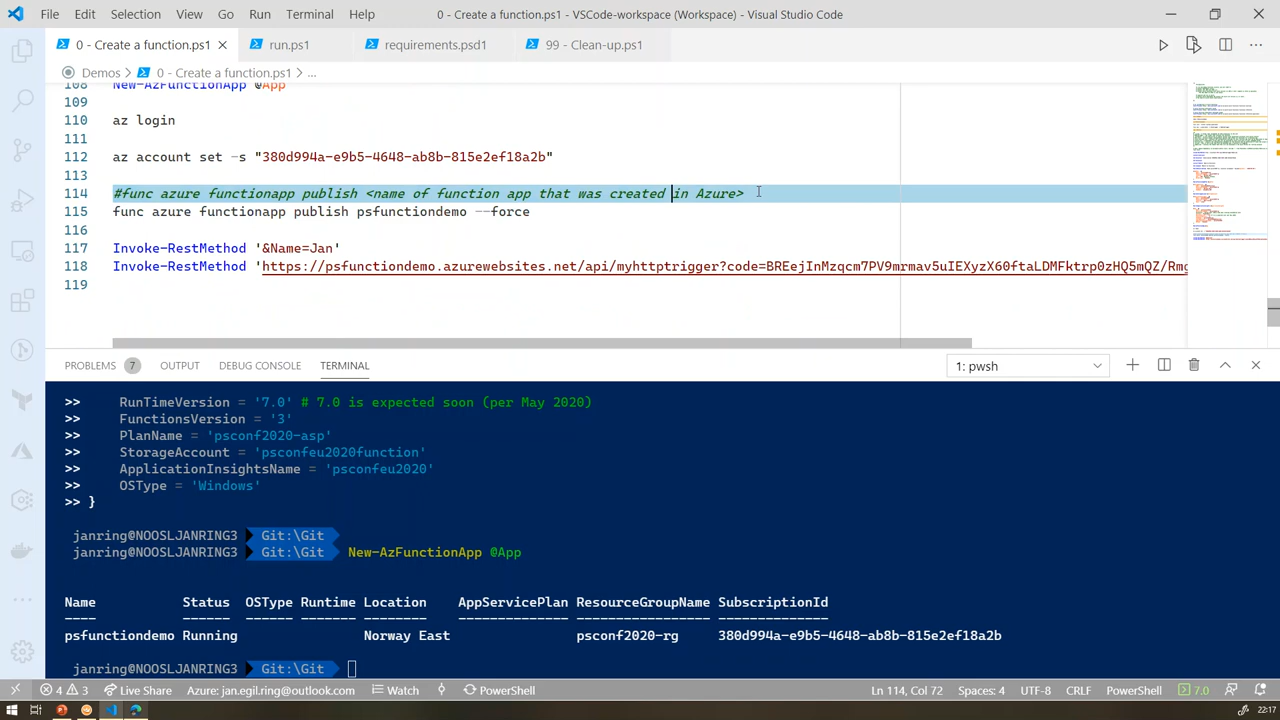 File Edit Selection View Go Run Terminal Help 0 - Create a function.ps1 - VSCode-workspace (Workspace) - Visual Studio Code
0 - Create a function.ps1 run.ps1 requirements.psd1 99 - Clean-up.ps1
Demos > 0 - Create a function.ps1 > ...
108 New-AzFunctionApp @App
109
110 az login
111
112 az account set -s "380d994a-e9b5-4648-ab8b-815e2ef18a2b
113
114 #func azure functionapp publish <name of functionapp that was created in Azure>
115 func azure functionapp publish psfunctiondemo --force
116
117 Invoke-RestMethod '&Name=Jan'
118 Invoke-RestMethod 'https://psfunctiondemo.azurewebsites.net/api/myhttptrigger?code=BREejInMzqcm7PV9mrmav5uIEXyzX60ftaLDMFktrp0zHQ5mQZ/Rmq
119
PROBLEMS 7 OUTPUT DEBUG CONSOLE TERMINAL 1: pwsh
>> RunTimeVersion = '7.0' # 7.0 is expected soon (per May 2020)
>> FunctionsVersion = '3'
>> PlanName = 'psconf2020-asp'
>> StorageAccount = 'psconfeu2020function'
>> ApplicationInsightsName = 'psconfeu2020'
>> OSType = 'Windows'
>> }
janring@NOOSLJANRING3 Git:\Git
janring@NOOSLJANRING3 Git:\Git New-AzFunctionApp @App
Name Status OSType Runtime Location AppServicePlan ResourceGroupName SubscriptionId
---- ------ ------ ------- -------- -------------- ----------------- --------------
psfunctiondemo Running Norway East psconf2020-rg 380d994a-e9b5-4648-ab8b-815e2ef18a2b
janring@NOOSLJANRING3 Git:\Git
4 3 Live Share Azure: jan.egil.ring@outlook.com Watch PowerShell Ln 114, Col 72 Spaces: 4 UTF-8 CRLF PowerShell 7.0
22:17